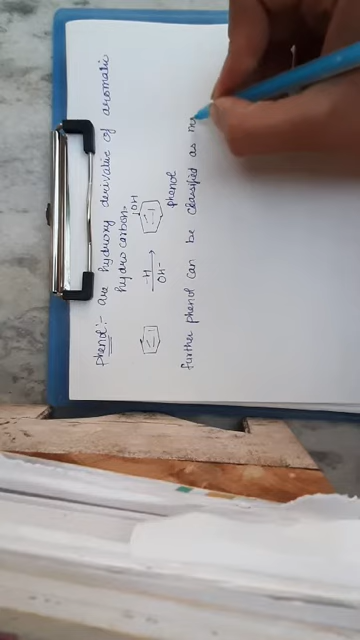 Phenol:- are hydroxy derivative of aromatic
hydrocarbon.
-H
OH-
OH
phenol
further phenol can be classified as